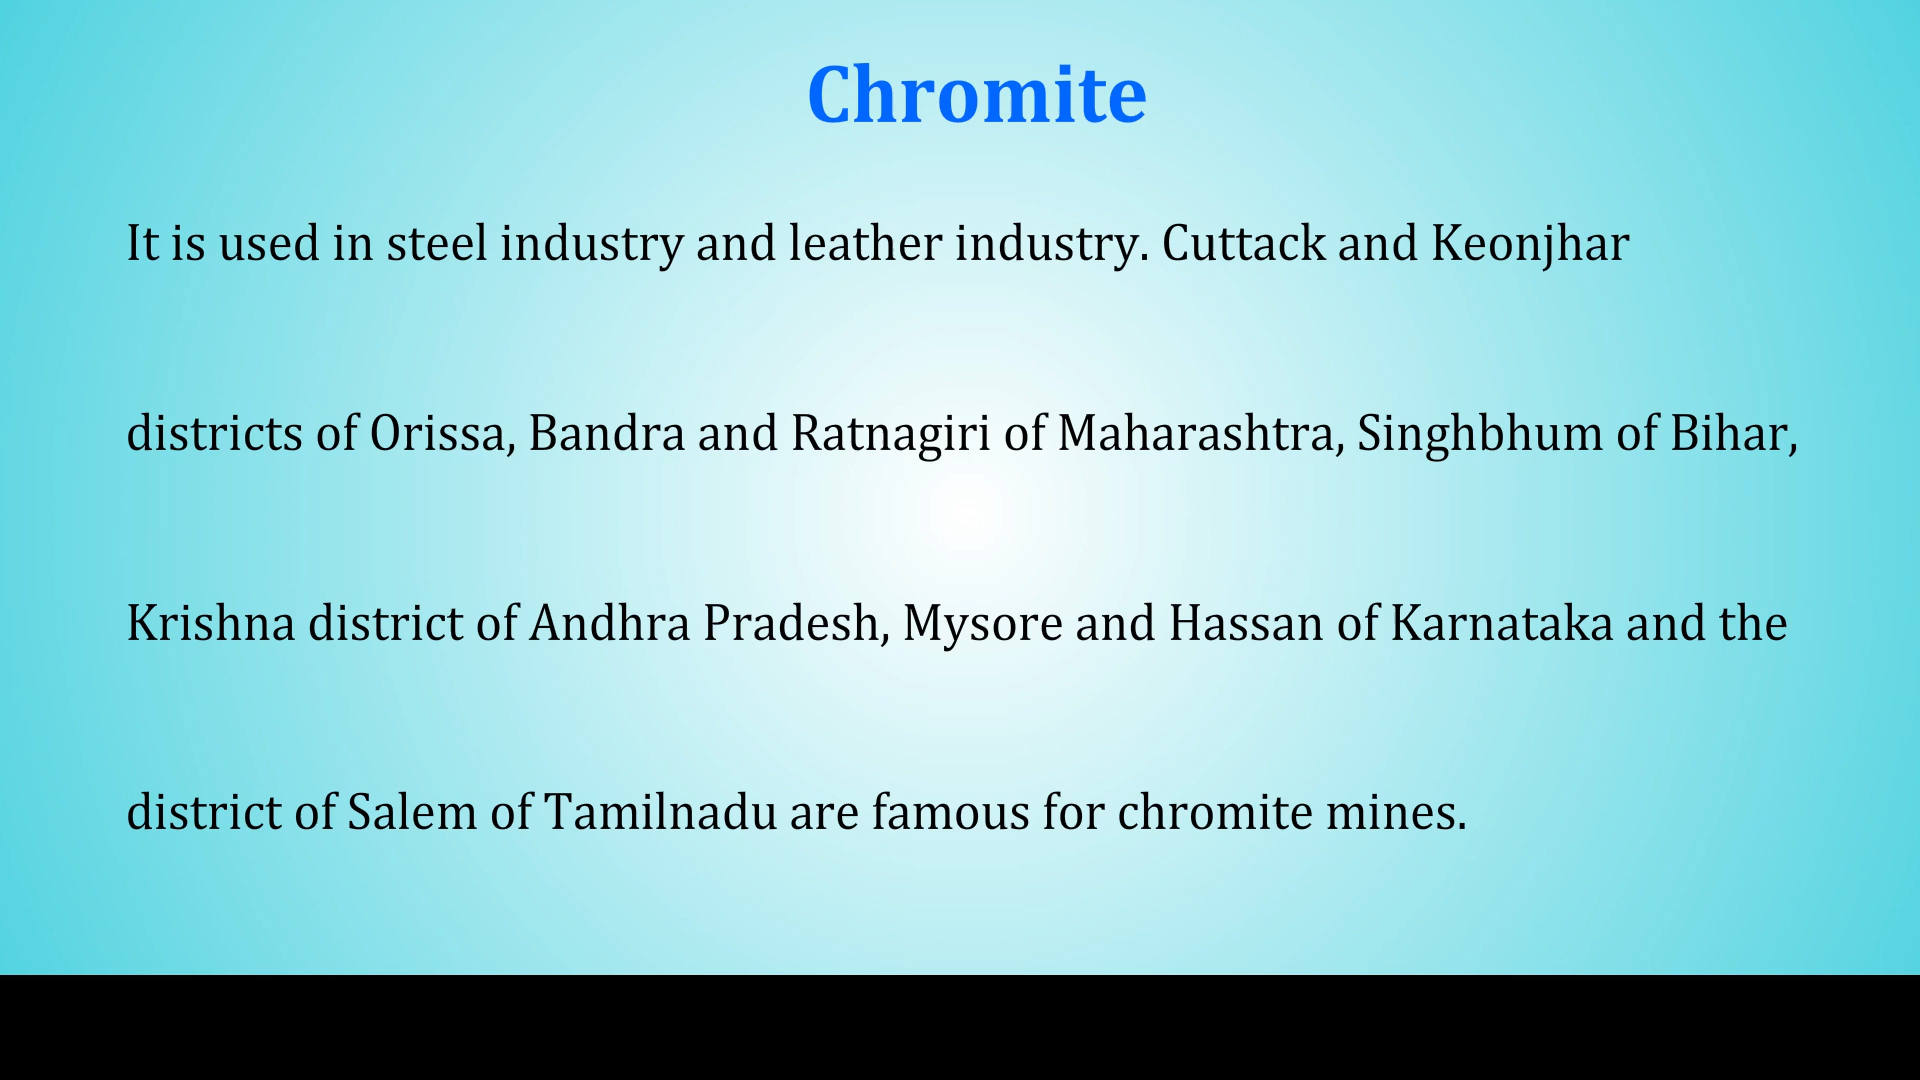 Chromite
It is used in steel industry and leather industry. Cuttack and Keonjhar
districts of Orissa, Bandra and Ratnagiri of Maharashtra, Singhbhum of Bihar,
Krishna district of Andhra Pradesh, Mysore and Hassan of Karnataka and the
district of Salem of Tamilnadu are famous for chromite mines.